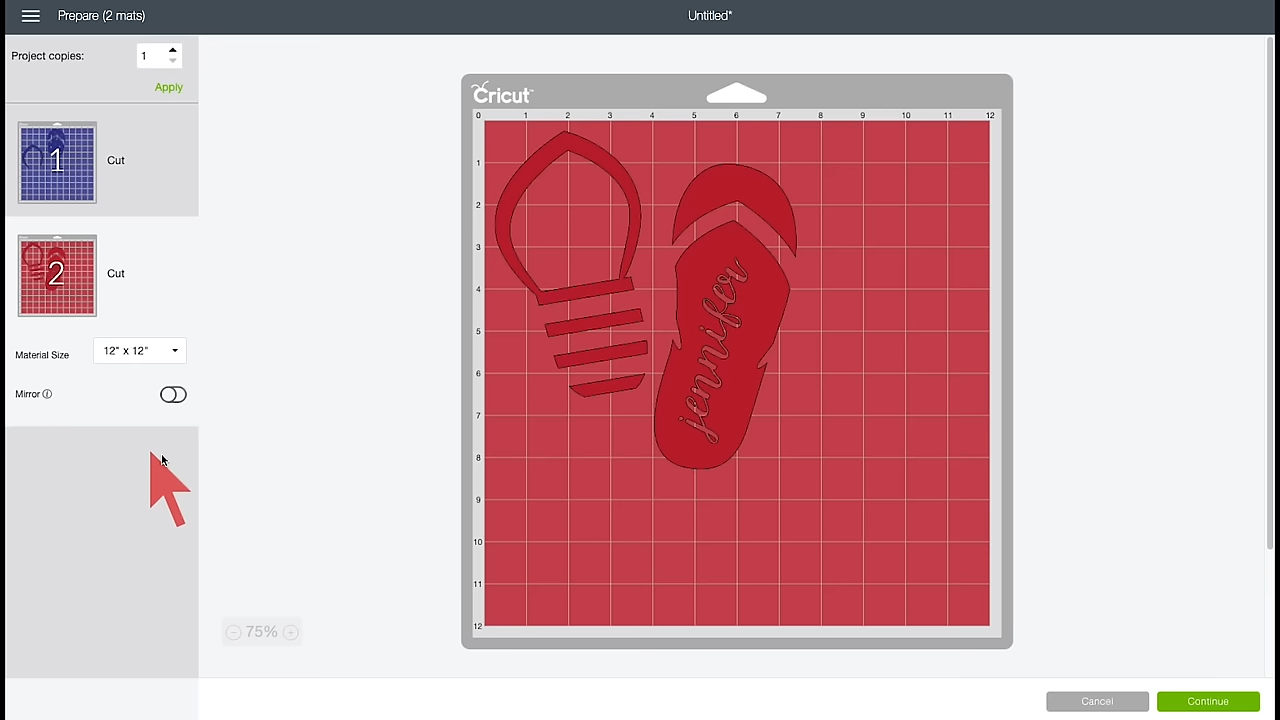 Prepare (2 mats)
Untitled*
Project copies:
1
Apply
1
Cut
2
Cut
Material Size
12" x 12"
Mirror
Cricut
0 1 2 3 4 5 6 7 8 9 10 11 12
1
2
3
4
5
6
7
8
9
10
11
12
jennifer
75%
Cancel
Continue